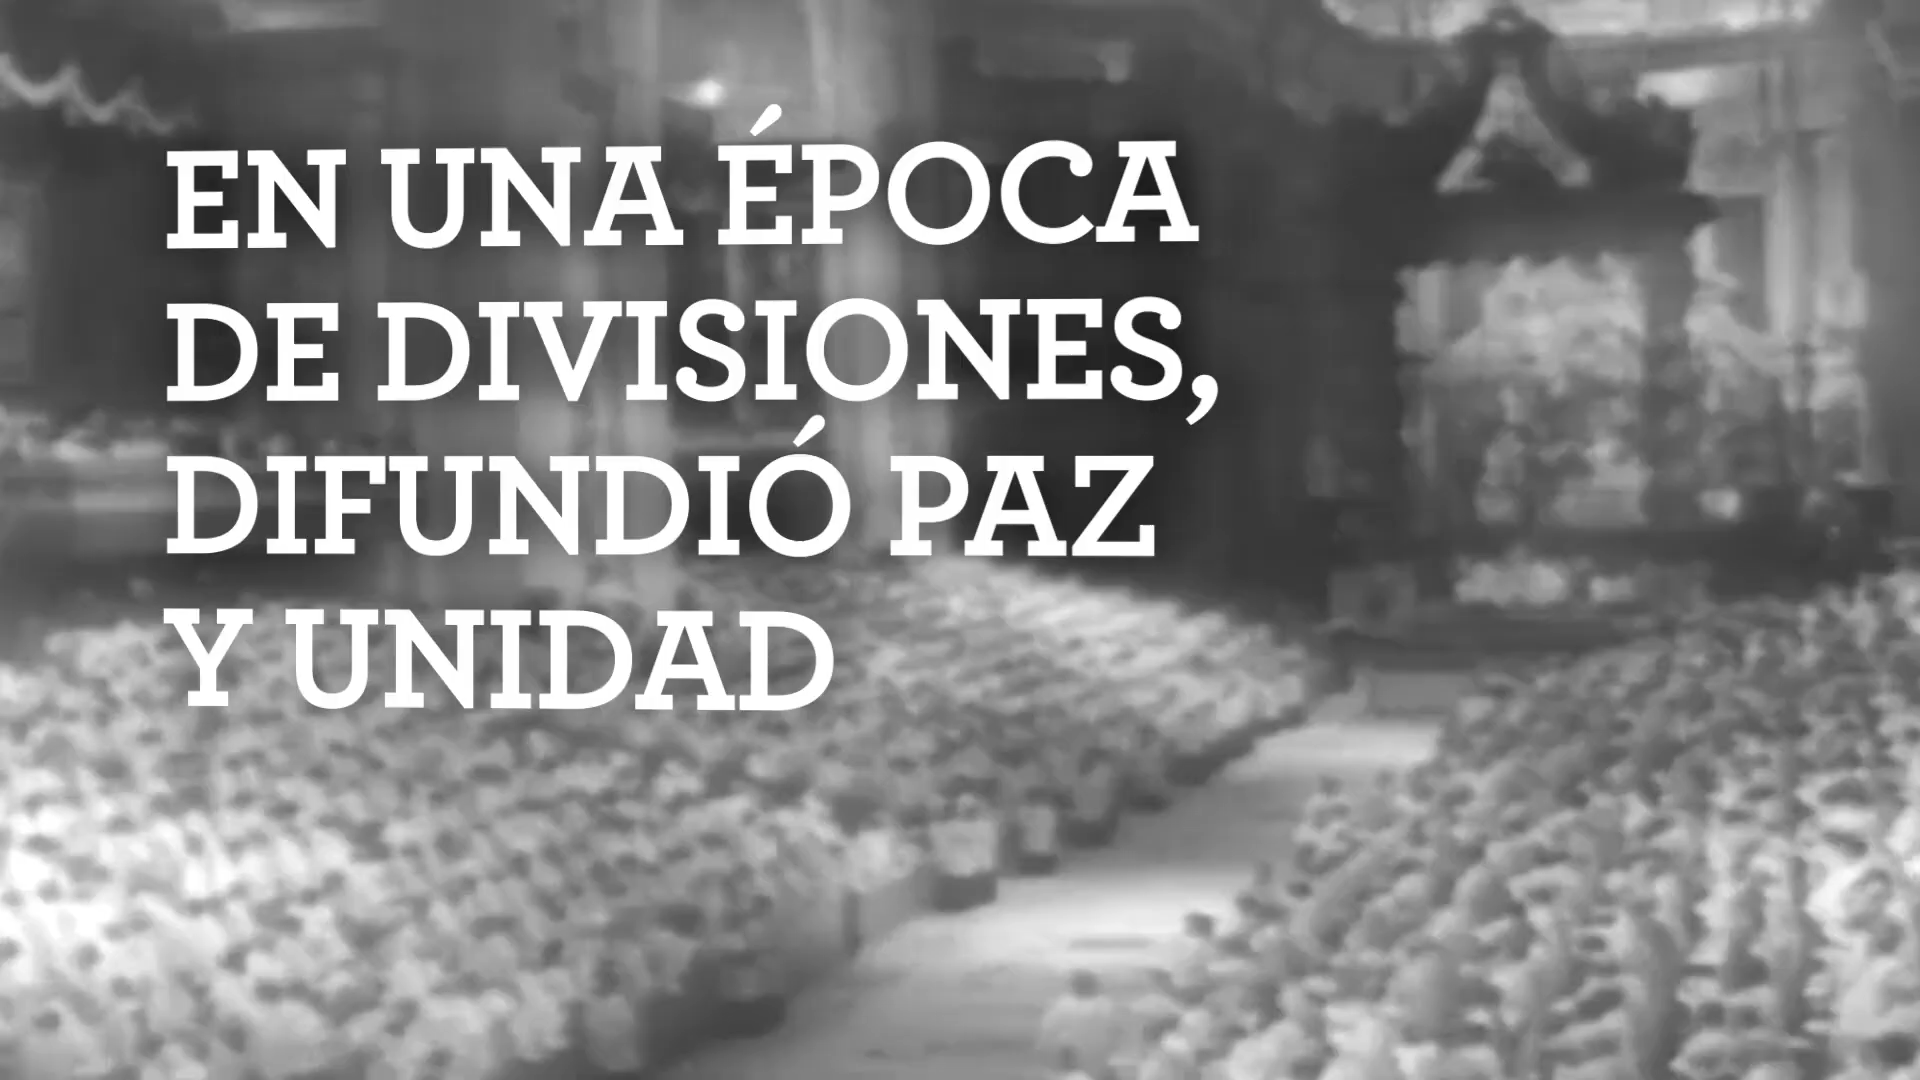 EN UNA ÉPOCA
DE DIVISIONES,
DIFUNDIÓ PAZ
Y UNIDAD